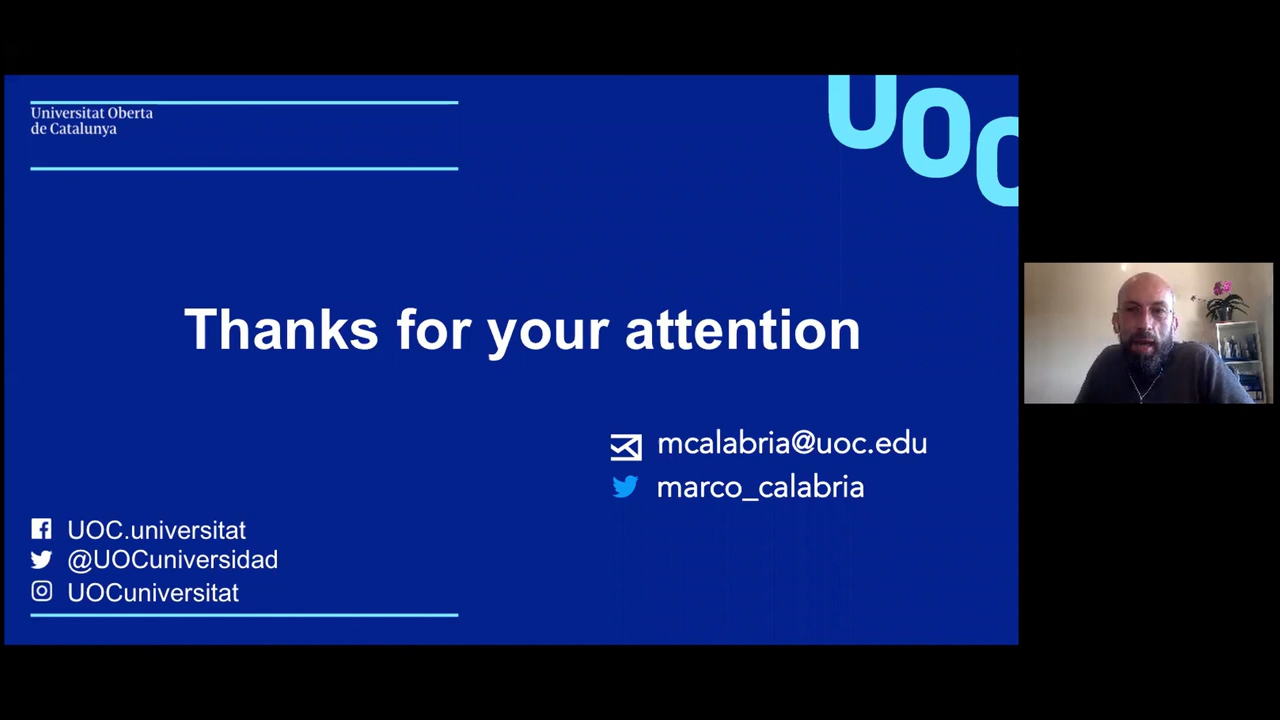 Universitat Oberta
de Catalunya
UOC
Thanks for your attention
mcalabria@uoc.edu
marco_calabria
UOC.universitat
@UOCuniversidad
UOCuniversitat